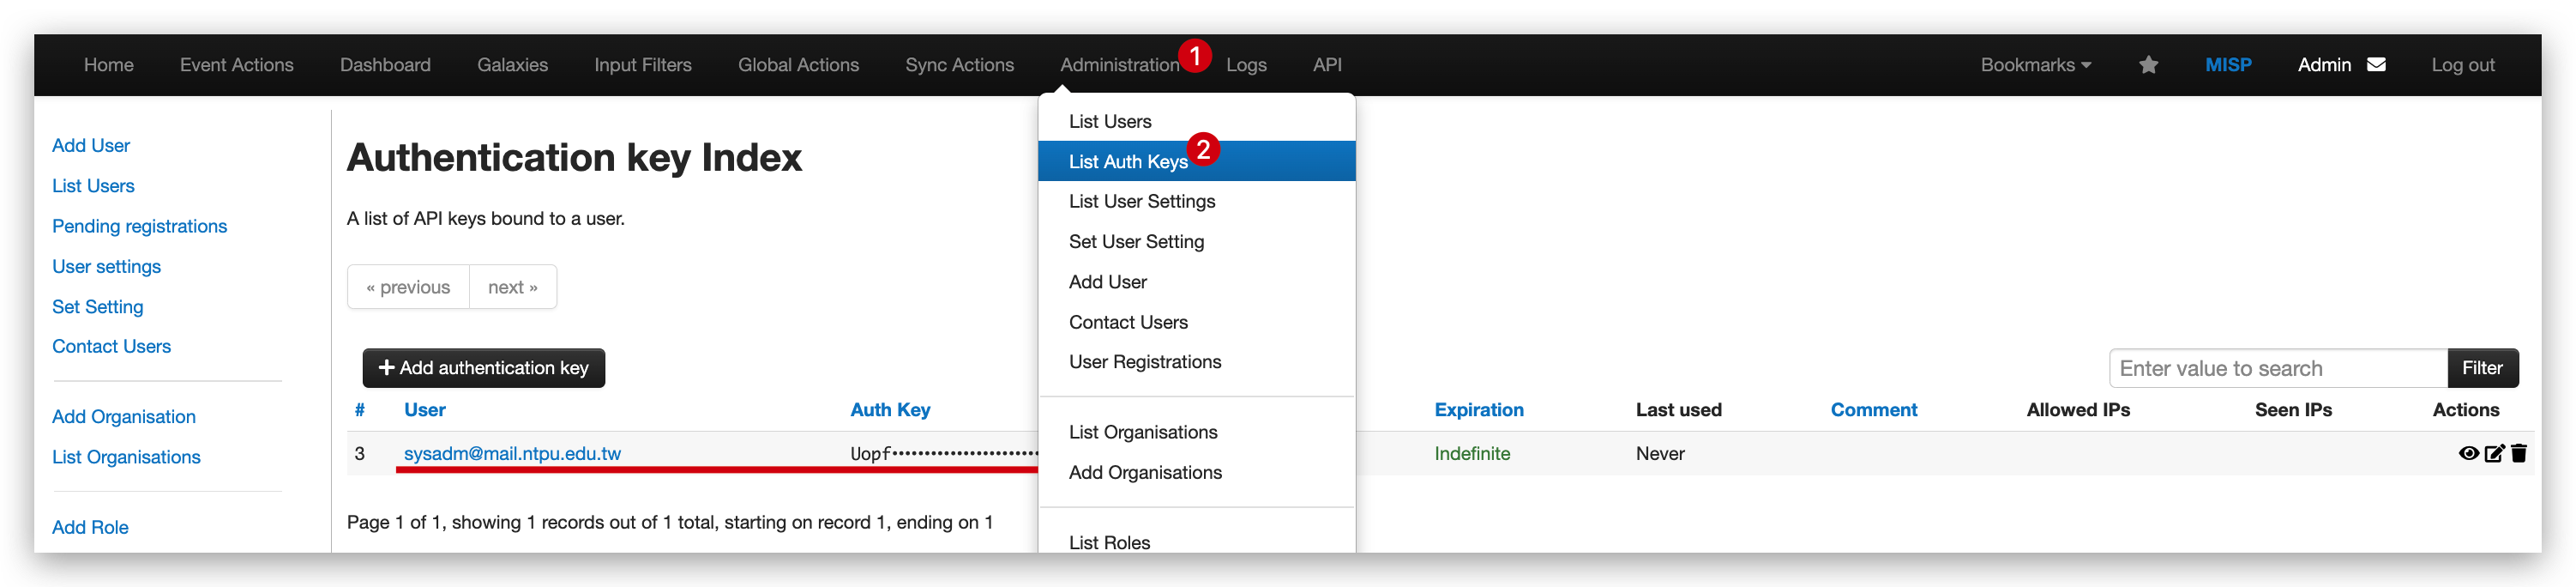 Home Event Actions Dashboard Galaxies Input Filters Global Actions Sync Actions Administration 1 Logs API Bookmarks MISP Admin Log out
Add User
List Users
Pending registrations
User settings
Set Setting
Contact Users
Add Organisation
List Organisations
Add Role
Authentication key Index
A list of API keys bound to a user.
« previous next »
+ Add authentication key
Enter value to search Filter
# User Auth Key Expiration Last used Comment Allowed IPs Seen IPs Actions
3 sysadm@mail.ntpu.edu.tw Uopf•••••••••••••••••••••••• Indefinite Never
Page 1 of 1, showing 1 records out of 1 total, starting on record 1, ending on 1
List Users
List Auth Keys 2
List User Settings
Set User Setting
Add User
Contact Users
User Registrations
List Organisations
Add Organisations
List Roles